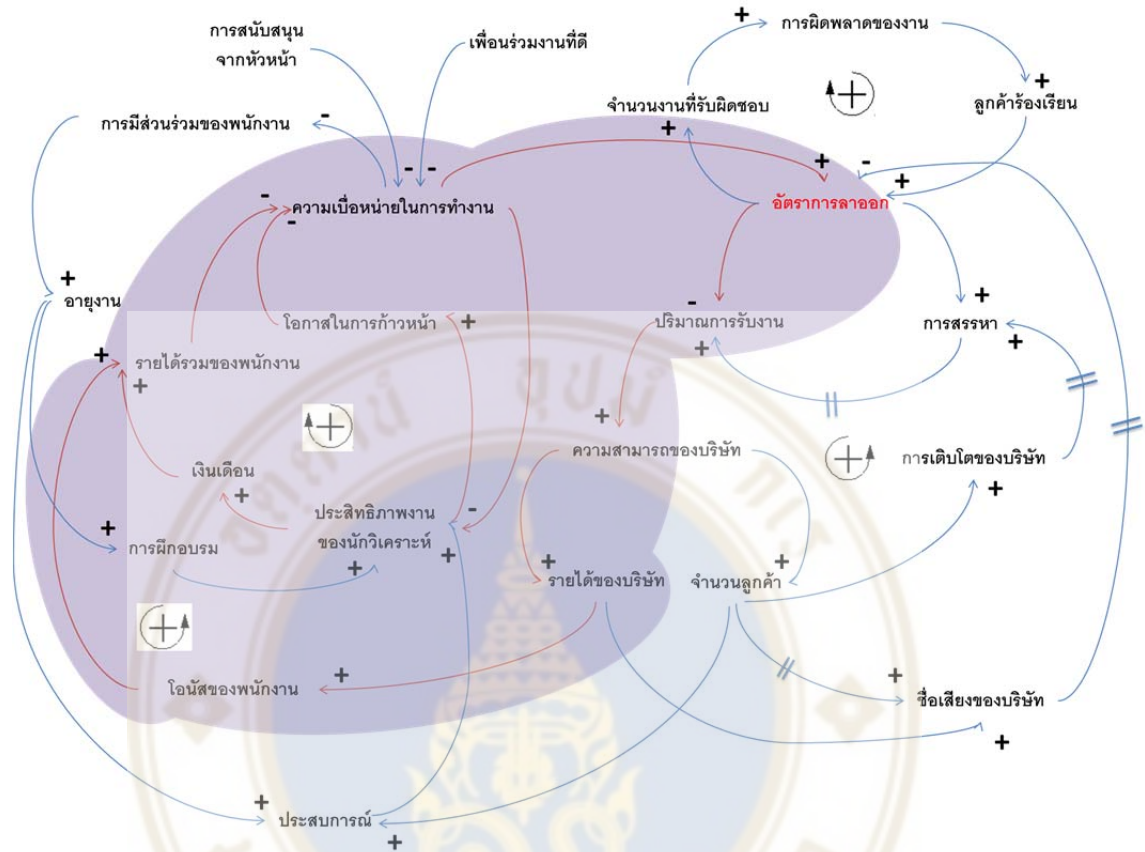 การสนับสนุน
จากหัวหน้า
เพื่อนร่วมงานที่ดี
+
การผิดพลาดของงาน
จำนวนงานที่รับผิดชอบ
+
+
+
ลูกค้าร้องเรียน
การมีส่วนร่วมของพนักงาน
-
- -
+
-
+
ความเบื่อหน่ายในการทำงาน
-
-
อัตราการลาออก
+
อายุงาน
โอกาสในการก้าวหน้า
+
-
ปริมาณการรับงาน
+
+
การสรรหา
+
+
รายได้รวมของพนักงาน
+
+
+
ความสามารถของบริษัท
+
การเติบโตของบริษัท
+
เงินเดือน
+
ประสิทธิภาพงาน
ของนักวิเคราะห์
-
+
+
+
การฝึกอบรม
+
รายได้ของบริษัท
+
จำนวนลูกค้า
+
โอนัสของพนักงาน
+
+
ชื่อเสียงของบริษัท
+
+
ประสบการณ์
+